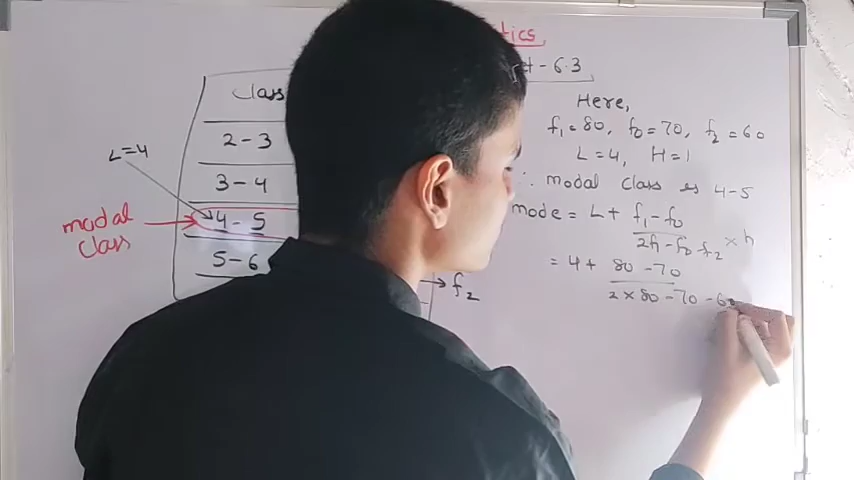 tics
- 6.3
Class
2-3
3-4
4-5
5-6
L=4
modal
class
f₂
Here,
f₁=80, f₀=70, f₂=60
L=4, H=1
∴ modal class is 4-5
mode = L+ f₁-f₀
2f₁-f₀-f₂ ×h
= 4+ 80-70
2×80-70-60